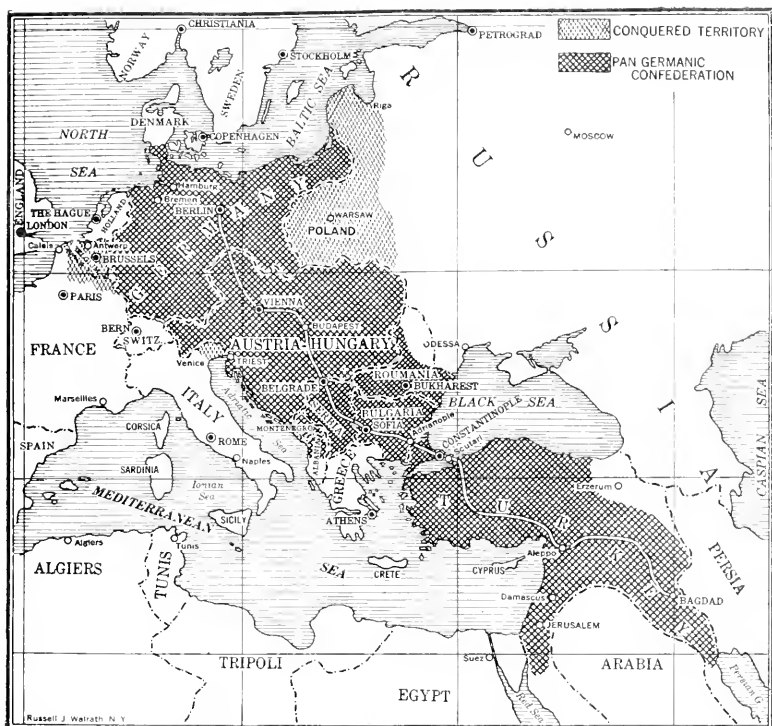 CHRISTIANIA
PETROGRAD
CONQUERED TERRITORY
PAN GERMANIC
CONFEDERATION
NORWAY
STOCKHOLM
SWEDEN
BALTIC SEA
Riga
MOSCOW
DENMARK
COPENHAGEN
NORTH
SEA
RUSSIA
Hamburg
Bremen
BERLIN
GERMANY
WARSAW
POLAND
ENGLAND
THE HAGUE
HOLLAND
LONDON
Calais
Antwerp
BRUSSELS
PARIS
VIENNA
BERN
SWITZ.
BUDAPEST
AUSTRIA-HUNGARY
ODESSA
FRANCE
Venice
TRIEST
ROUMANIA
BELGRADE
BUKHAREST
SERBIA
BLACK SEA
CASPIAN SEA
Marseilles
ITALY
Adriatic
Sea
BULGARIA
SOFIA
Adrianople
CONSTANTINOPLE
Scutari
MONTENEGRO
ALBANIA
SPAIN
CORSICA
ROME
Naples
GREECE
SARDINIA
Ionian
Sea
Erzerum
MEDITERRANEAN
SEA
ATHENS
TURKEY
SICILY
Algiers
Tunis
ALGIERS
TUNIS
CRETE
CYPRUS
Aleppo
PERSIA
Damascus
BAGDAD
JERUSALEM
TRIPOLI
Suez
ARABIA
EGYPT
Red Sea
Persian
Russell J. Walrath N. Y.